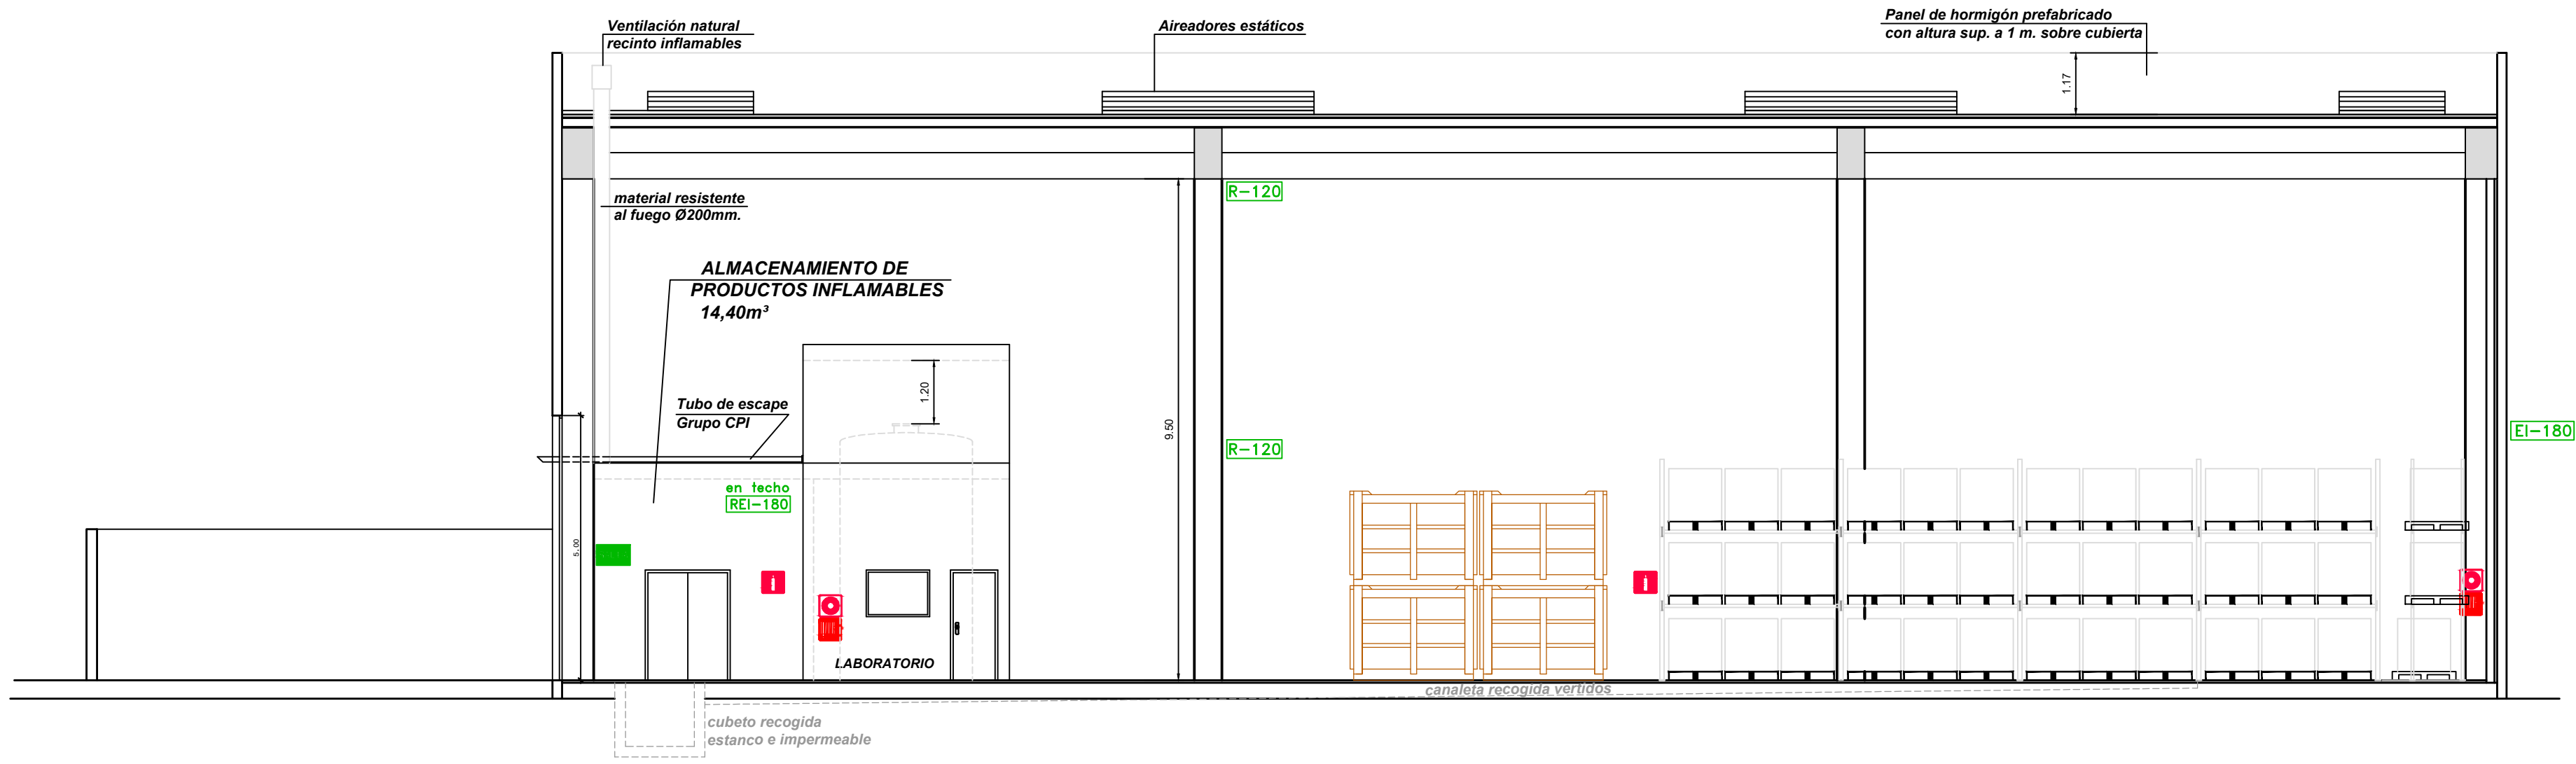 Ventilación natural
recinto inflamables
Aireadores estáticos
Panel de hormigón prefabricado
con altura sup. a 1 m. sobre cubierta
1.17
material resistente
al fuego Ø200mm.
R-120
ALMACENAMIENTO DE
PRODUCTOS INFLAMABLES
14,40m³
1.20
Tubo de escape
Grupo CPI
9.50
R-120
EI-180
en techo
REI-180
5.00
LABORATORIO
canaleta recogida vertidos
cubeto recogida
estanco e impermeable